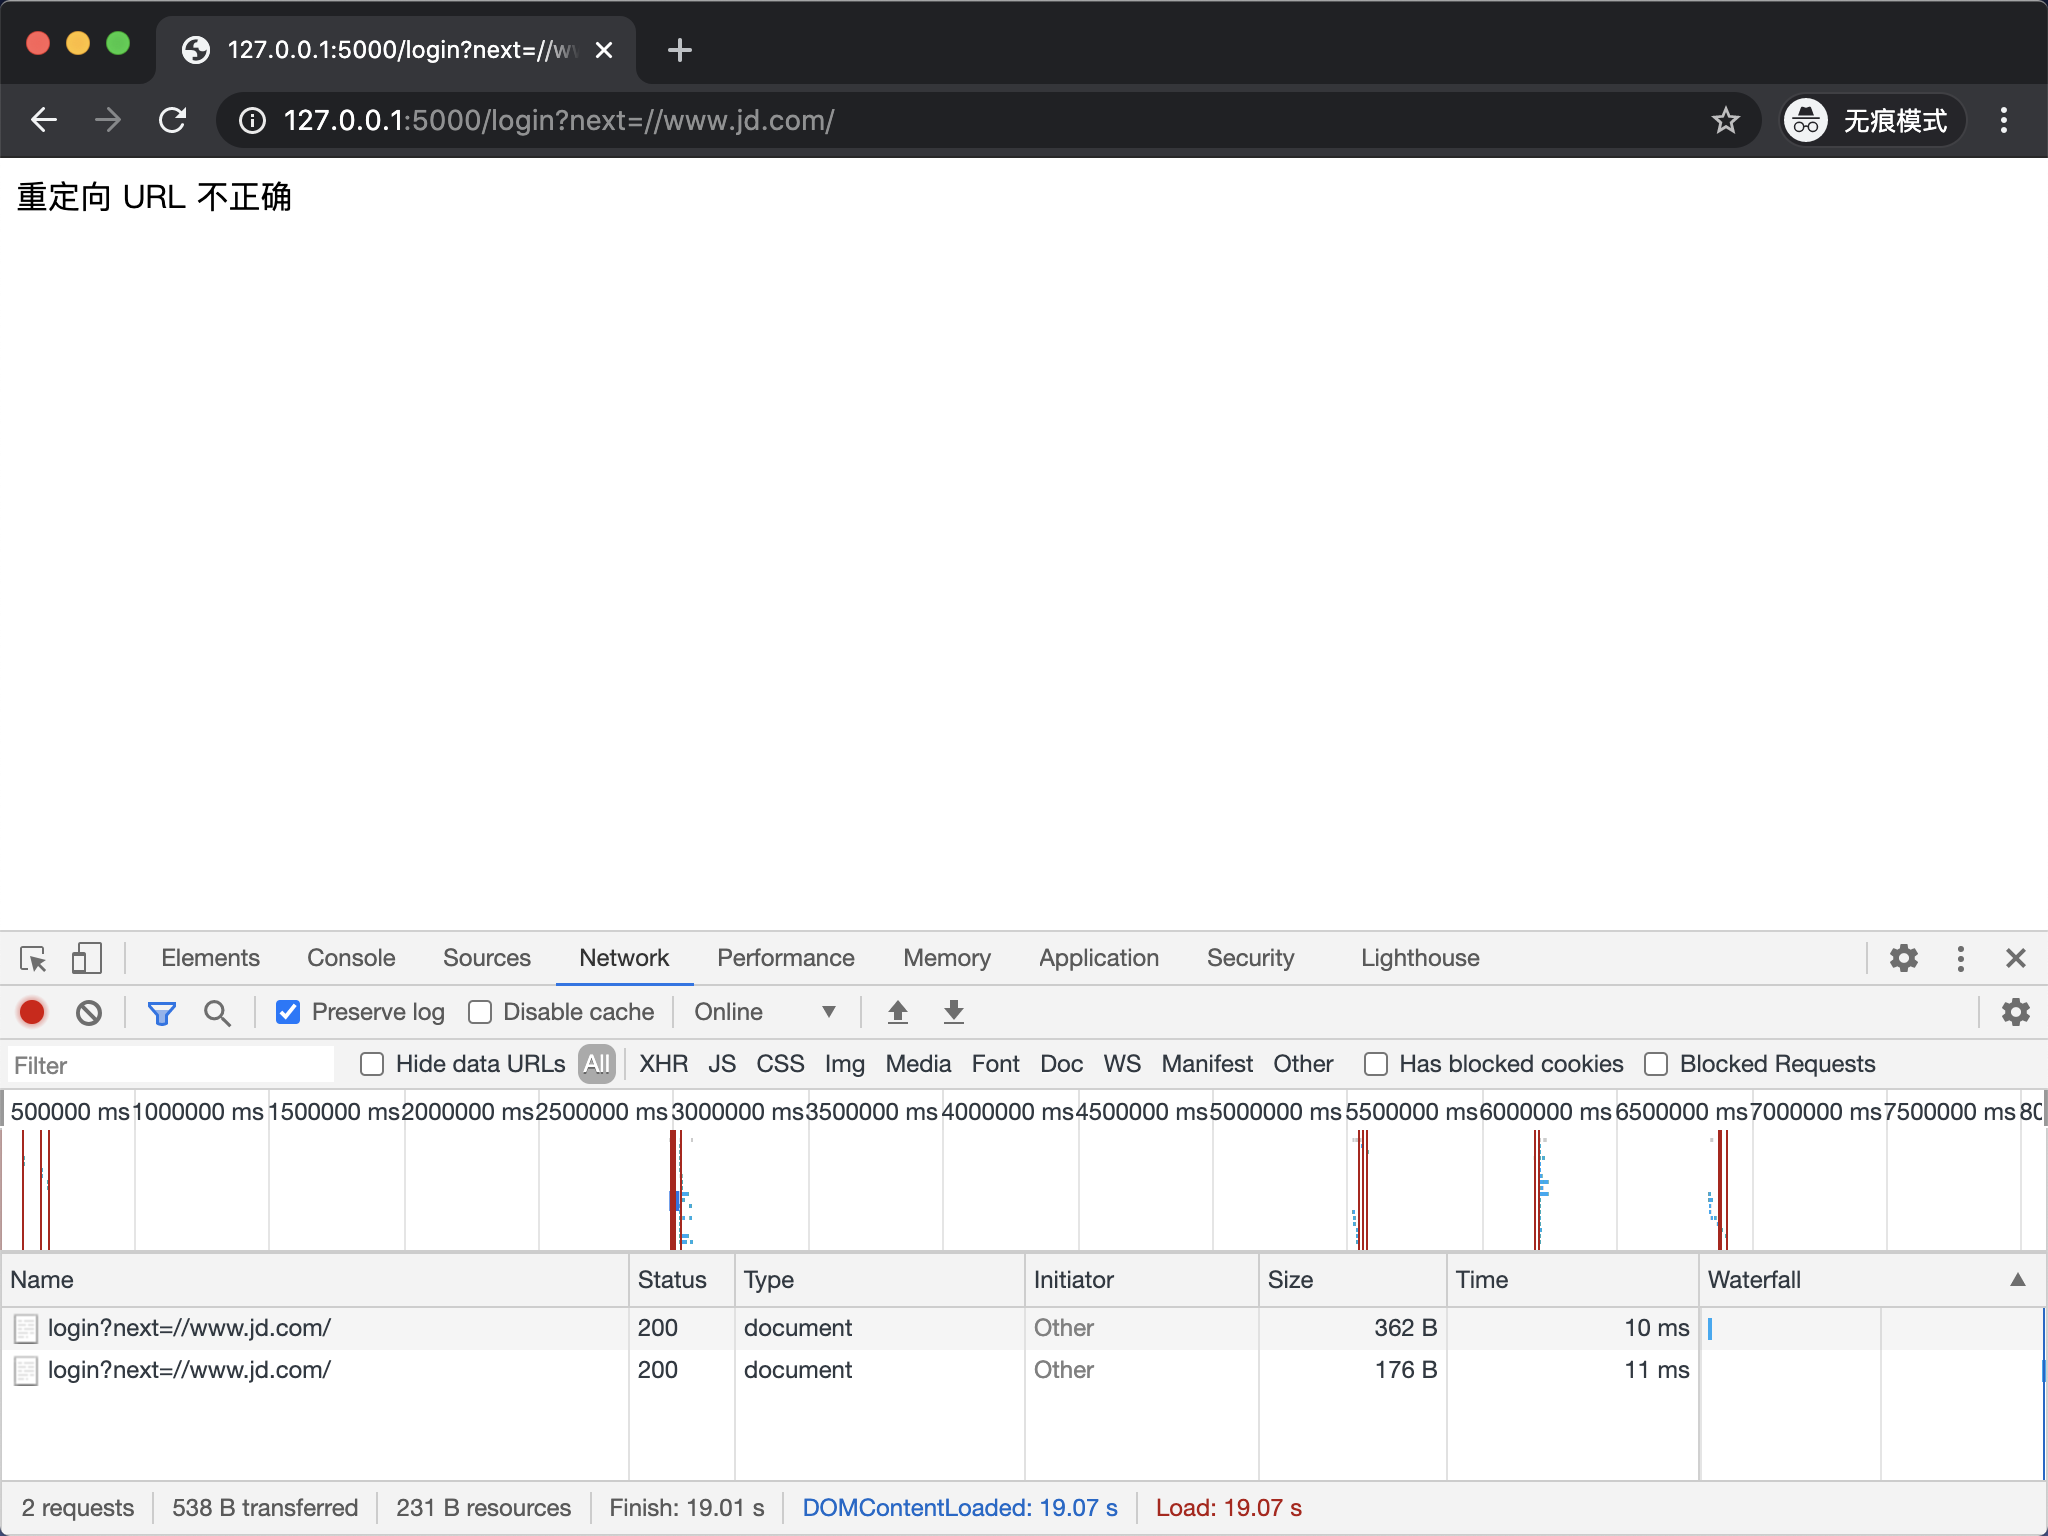 127.0.0.1:5000/login?next=//w
127.0.0.1:5000/login?next=//www.jd.com/
无痕模式
重定向 URL 不正确
Elements Console Sources Network Performance Memory Application Security Lighthouse
Preserve log Disable cache Online
Filter Hide data URLs All XHR JS CSS Img Media Font Doc WS Manifest Other Has blocked cookies Blocked Requests
500000 ms 1000000 ms 1500000 ms 2000000 ms 2500000 ms 3000000 ms 3500000 ms 4000000 ms 4500000 ms 5000000 ms 5500000 ms 6000000 ms 6500000 ms 7000000 ms 7500000 ms 80
Name Status Type Initiator Size Time Waterfall
login?next=//www.jd.com/ 200 document Other 362 B 10 ms
login?next=//www.jd.com/ 200 document Other 176 B 11 ms
2 requests 538 B transferred 231 B resources Finish: 19.01 s DOMContentLoaded: 19.07 s Load: 19.07 s